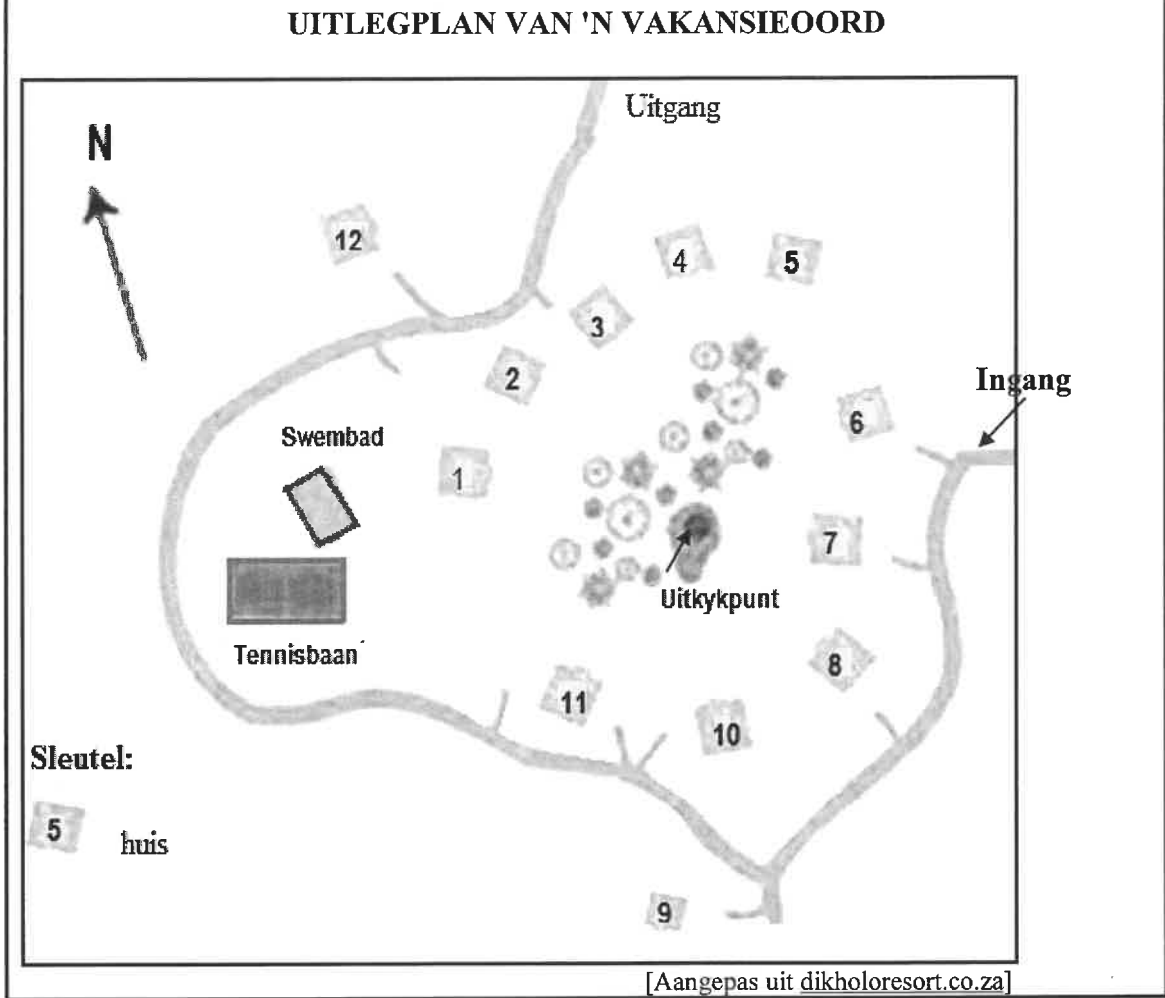 UITLEGPLAN VAN 'N VAKANSIEOORD
Uitgang
N
12
4
5
3
Ingang
2
6
Swembad
1
7
Uitkykpunt
Tennisbaan
8
11
10
Sleutel:
5
huis
9
[Aangepas uit dikholoresort.co.za]